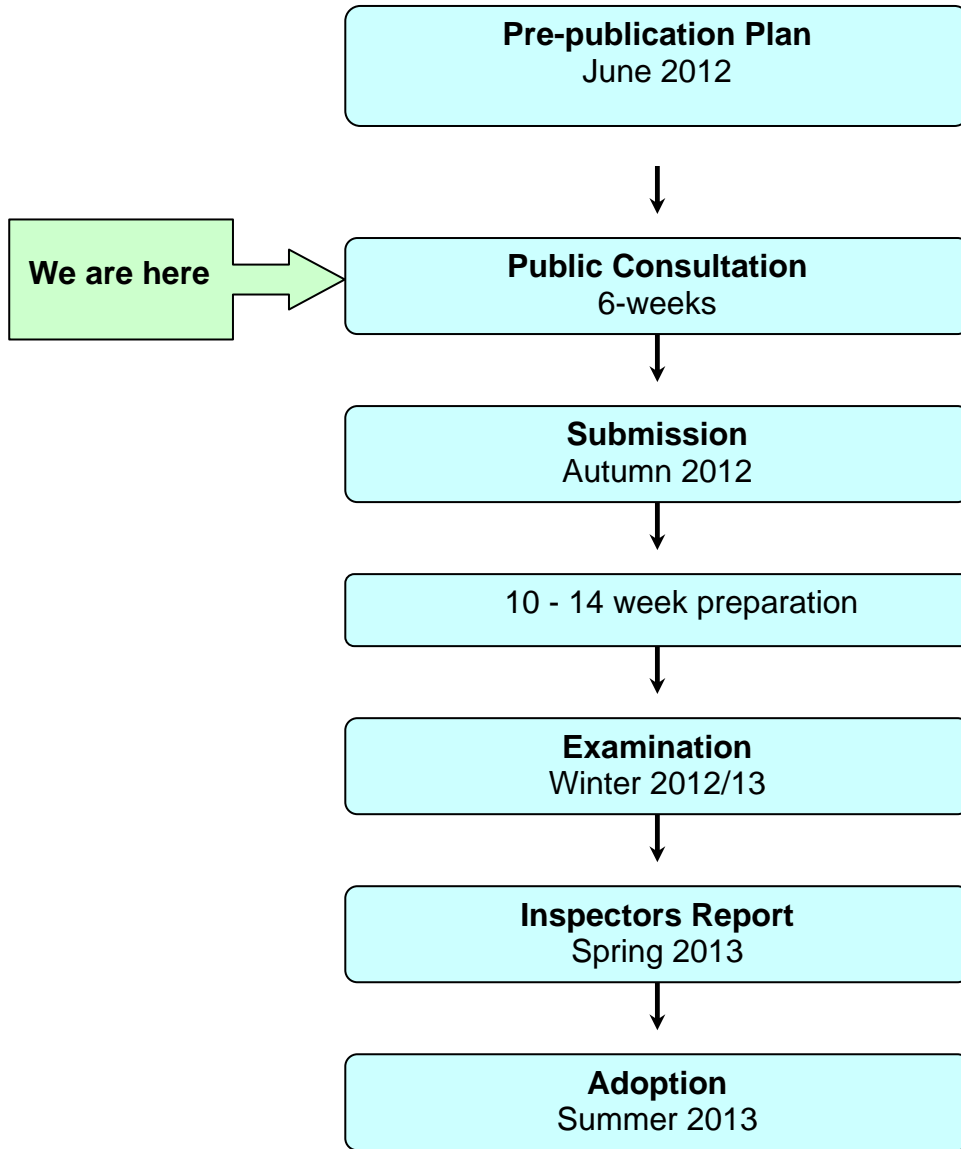 Pre-publication Plan
June 2012
We are here
Public Consultation
6-weeks
Submission
Autumn 2012
10 - 14 week preparation
Examination
Winter 2012/13
Inspectors Report
Spring 2013
Adoption
Summer 2013